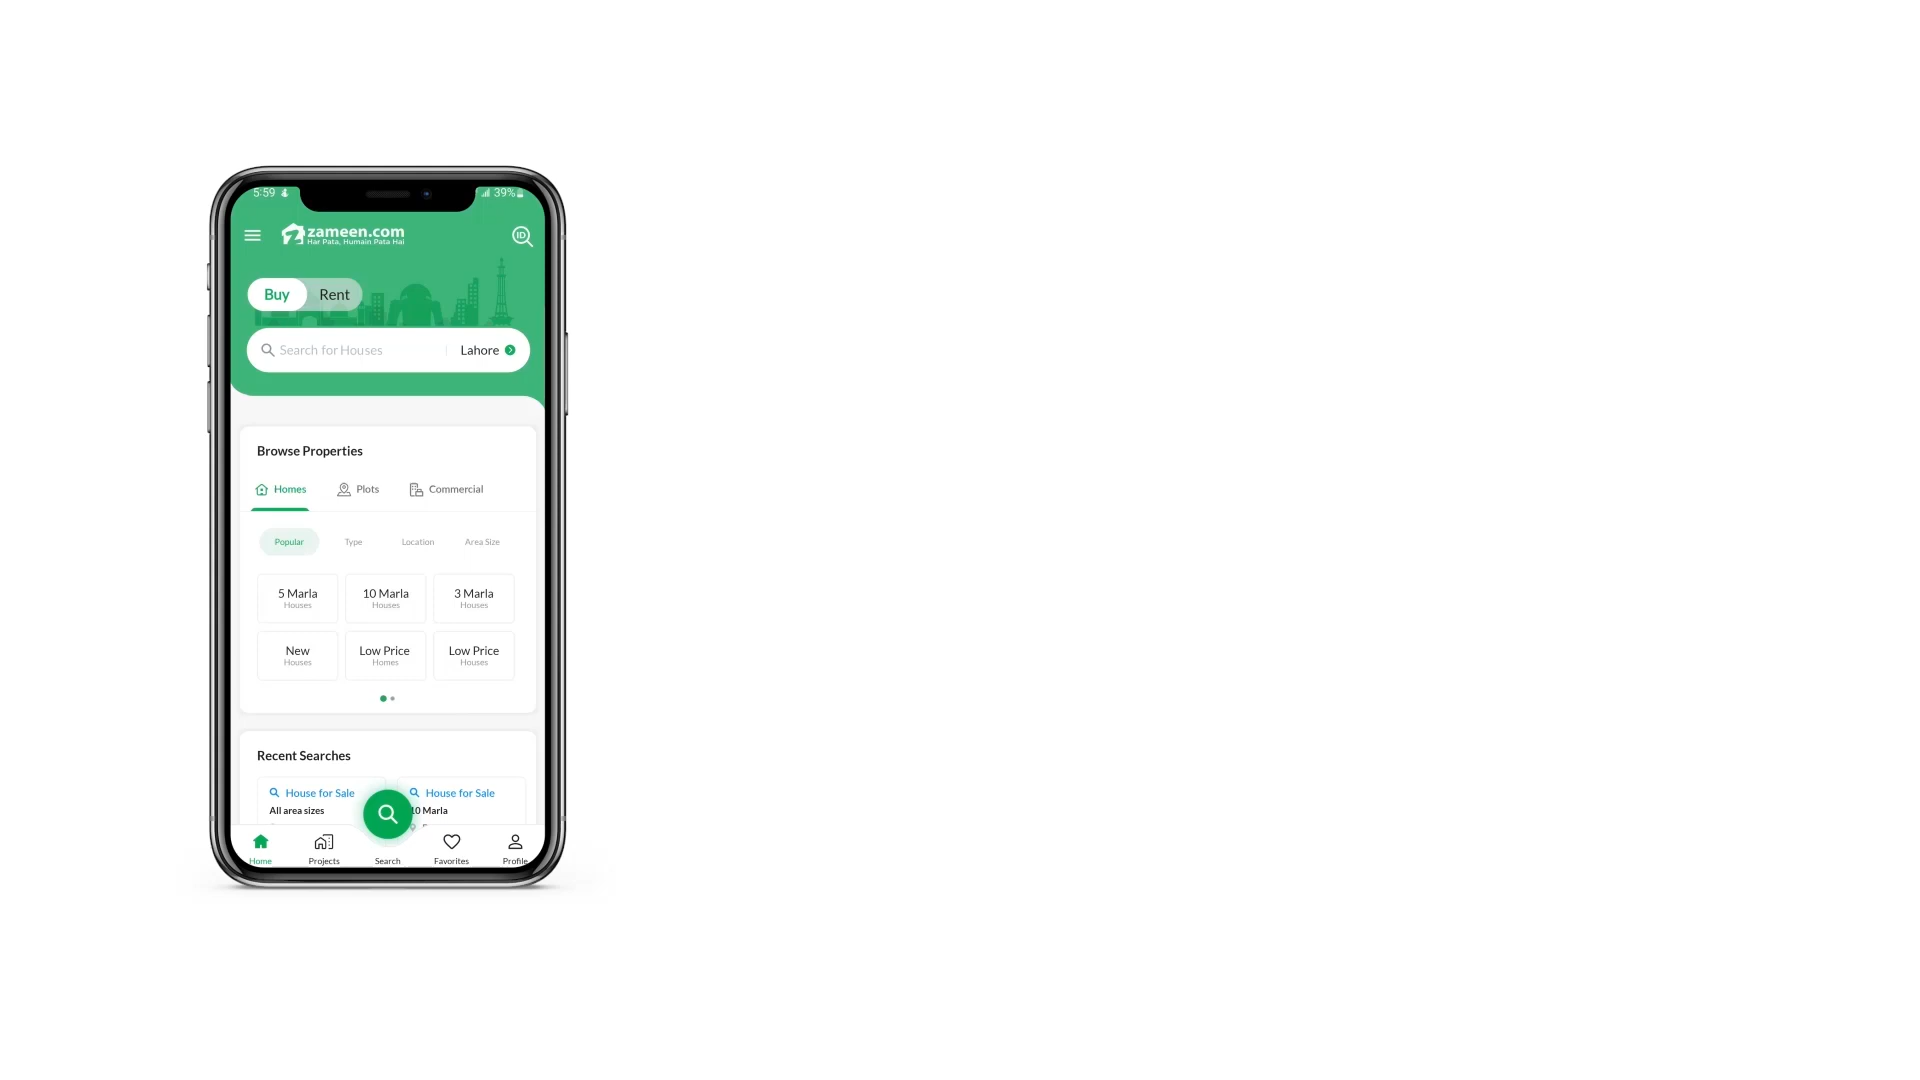 5:59
39%
zameen.com
Har Pata, Humain Pata Hai
ID
Buy Rent
Search for Houses Lahore
Browse Properties
Homes Plots Commercial
Popular Type Location Area Size
5 Marla 10 Marla 3 Marla
Houses Houses Houses
New Low Price Low Price
Houses Homes Houses
Recent Searches
House for Sale House for Sale
All area sizes 10 Marla
Home Projects Search Favorites Profile